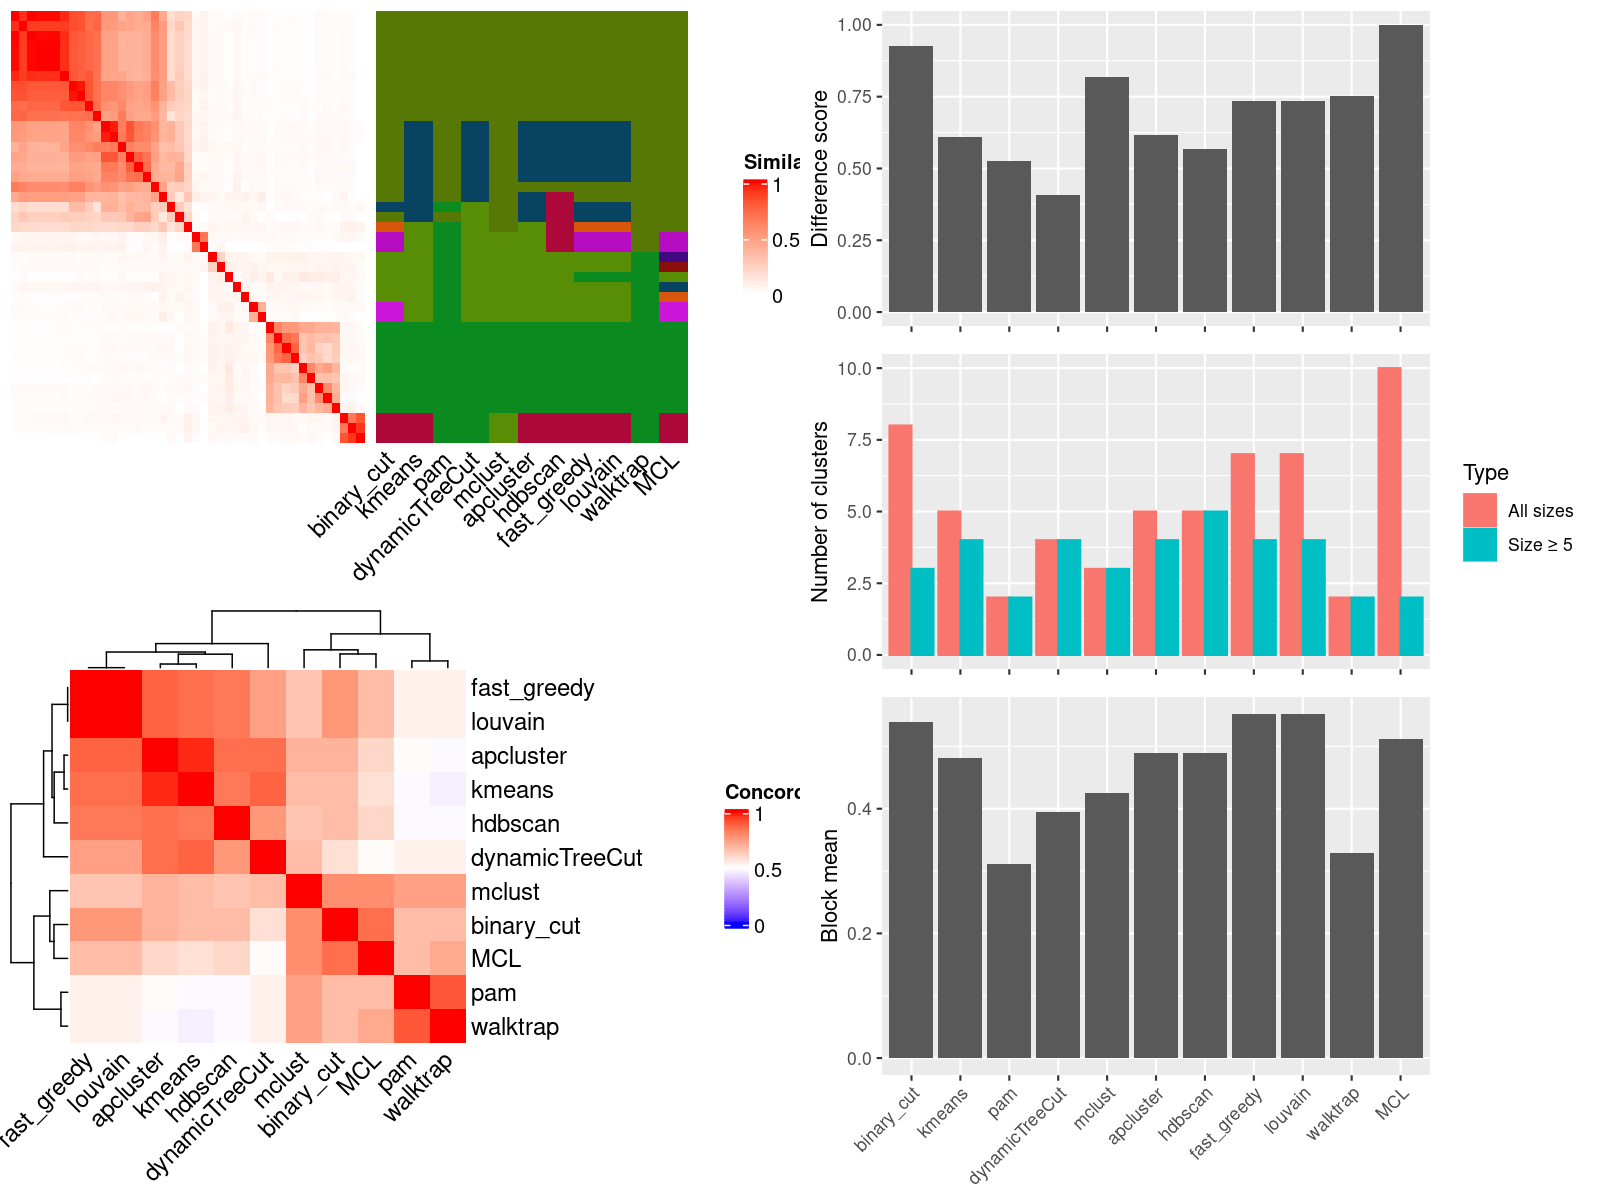 Simila
1
0.5
0
binary_cut
kmeans
pam
dynamicTreeCut
mclust
apcluster
hdbscan
fast_greedy
louvain
walktrap
MCL
fast_greedy
louvain
apcluster
kmeans
hdbscan
dynamicTreeCut
mclust
binary_cut
MCL
pam
walktrap
Concord
1
0.5
0
fast_greedy
louvain
apcluster
kmeans
hdbscan
dynamicTreeCut
mclust
binary_cut
MCL
pam
walktrap
Difference score
1.00
0.75
0.50
0.25
0.00
Number of clusters
10.0
7.5
5.0
2.5
0.0
Type
All sizes
Size ≥ 5
Block mean
0.4
0.2
0.0
binary_cut
kmeans
pam
dynamicTreeCut
mclust
apcluster
hdbscan
fast_greedy
louvain
walktrap
MCL